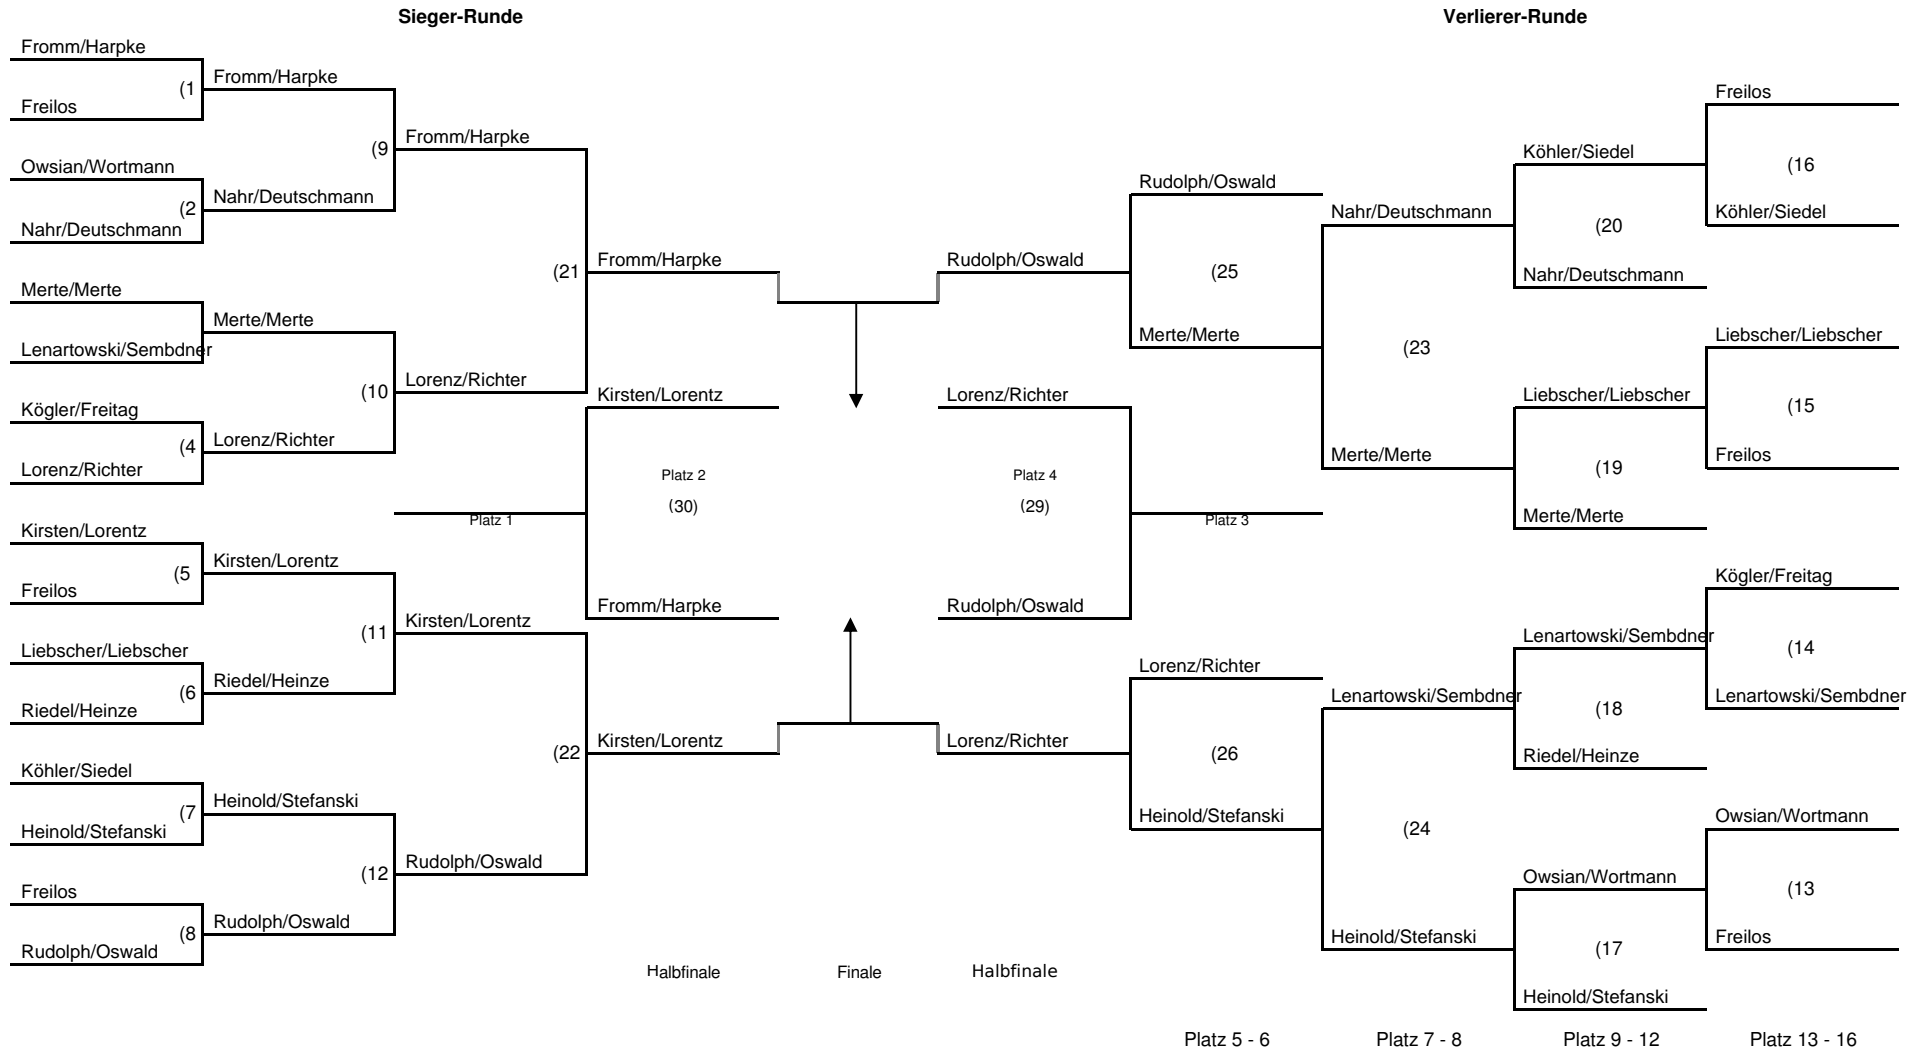 Sieger-Runde
Verlierer-Runde
Fromm/Harpke
(1
Freilos
Owsian/Wortmann
(2
Nahr/Deutschmann
Merte/Merte
Lenartowski/Sembdner
Kögler/Freitag
(4
Lorenz/Richter
Kirsten/Lorentz
(5
Freilos
Liebscher/Liebscher
(6
Riedel/Heinze
Köhler/Siedel
(7
Heinold/Stefanski
Freilos
(8
Rudolph/Oswald
Fromm/Harpke
(9
Nahr/Deutschmann
Merte/Merte
(10
Lorenz/Richter
Kirsten/Lorentz
(11
Riedel/Heinze
Heinold/Stefanski
(12
Rudolph/Oswald
Fromm/Harpke
(21
Lorenz/Richter
Platz 1
Kirsten/Lorentz
(22
Rudolph/Oswald
Fromm/Harpke
Kirsten/Lorentz
Platz 2
(30)
Fromm/Harpke
Kirsten/Lorentz
Halbfinale
Finale
Rudolph/Oswald
Lorenz/Richter
Platz 4
(29)
Rudolph/Oswald
Lorenz/Richter
Halbfinale
Rudolph/Oswald
(25
Merte/Merte
Platz 3
Lorenz/Richter
(26
Heinold/Stefanski
Platz 5 - 6
Nahr/Deutschmann
(23
Merte/Merte
Lenartowski/Sembdner
(24
Heinold/Stefanski
Platz 7 - 8
Köhler/Siedel
(20
Nahr/Deutschmann
Liebscher/Liebscher
(19
Merte/Merte
Lenartowski/Sembdner
(18
Riedel/Heinze
Owsian/Wortmann
(17
Heinold/Stefanski
Platz 9 - 12
Freilos
(16
Köhler/Siedel
Liebscher/Liebscher
(15
Freilos
Kögler/Freitag
(14
Lenartowski/Sembdner
Owsian/Wortmann
(13
Freilos
Platz 13 - 16